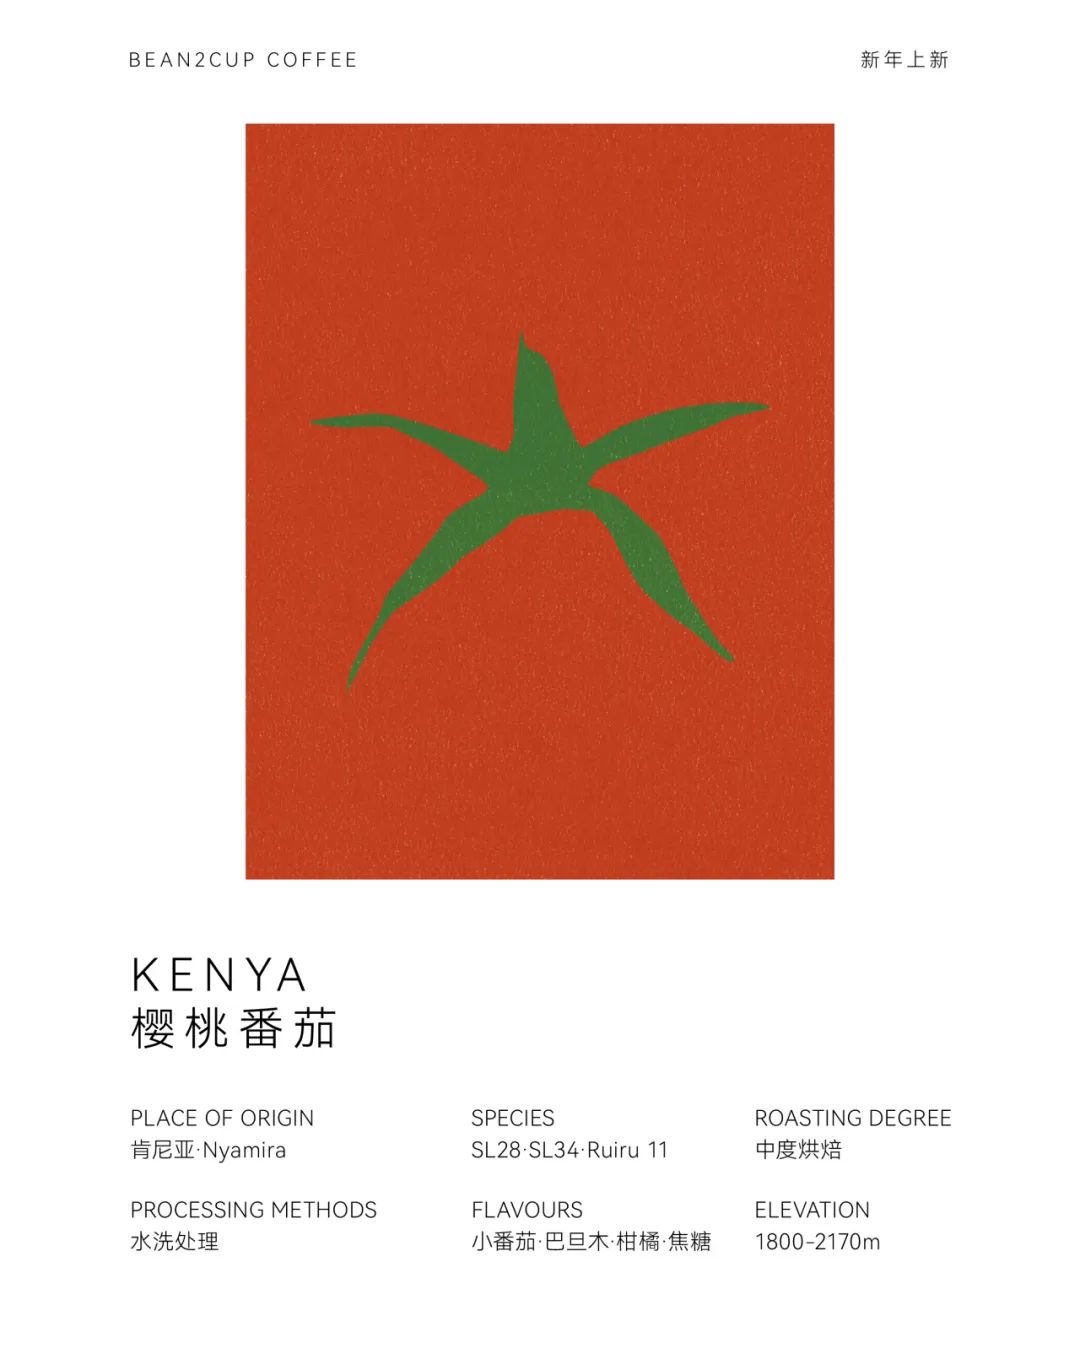 BEAN2CUP COFFEE
新年上新
KENYA
樱桃番茄
PLACE OF ORIGIN
肯尼亚·Nyamira
SPECIES
SL28·SL34·Ruiru 11
ROASTING DEGREE
中度烘焙
PROCESSING METHODS
水洗处理
FLAVOURS
小番茄·巴旦木·柑橘·焦糖
ELEVATION
1800-2170m